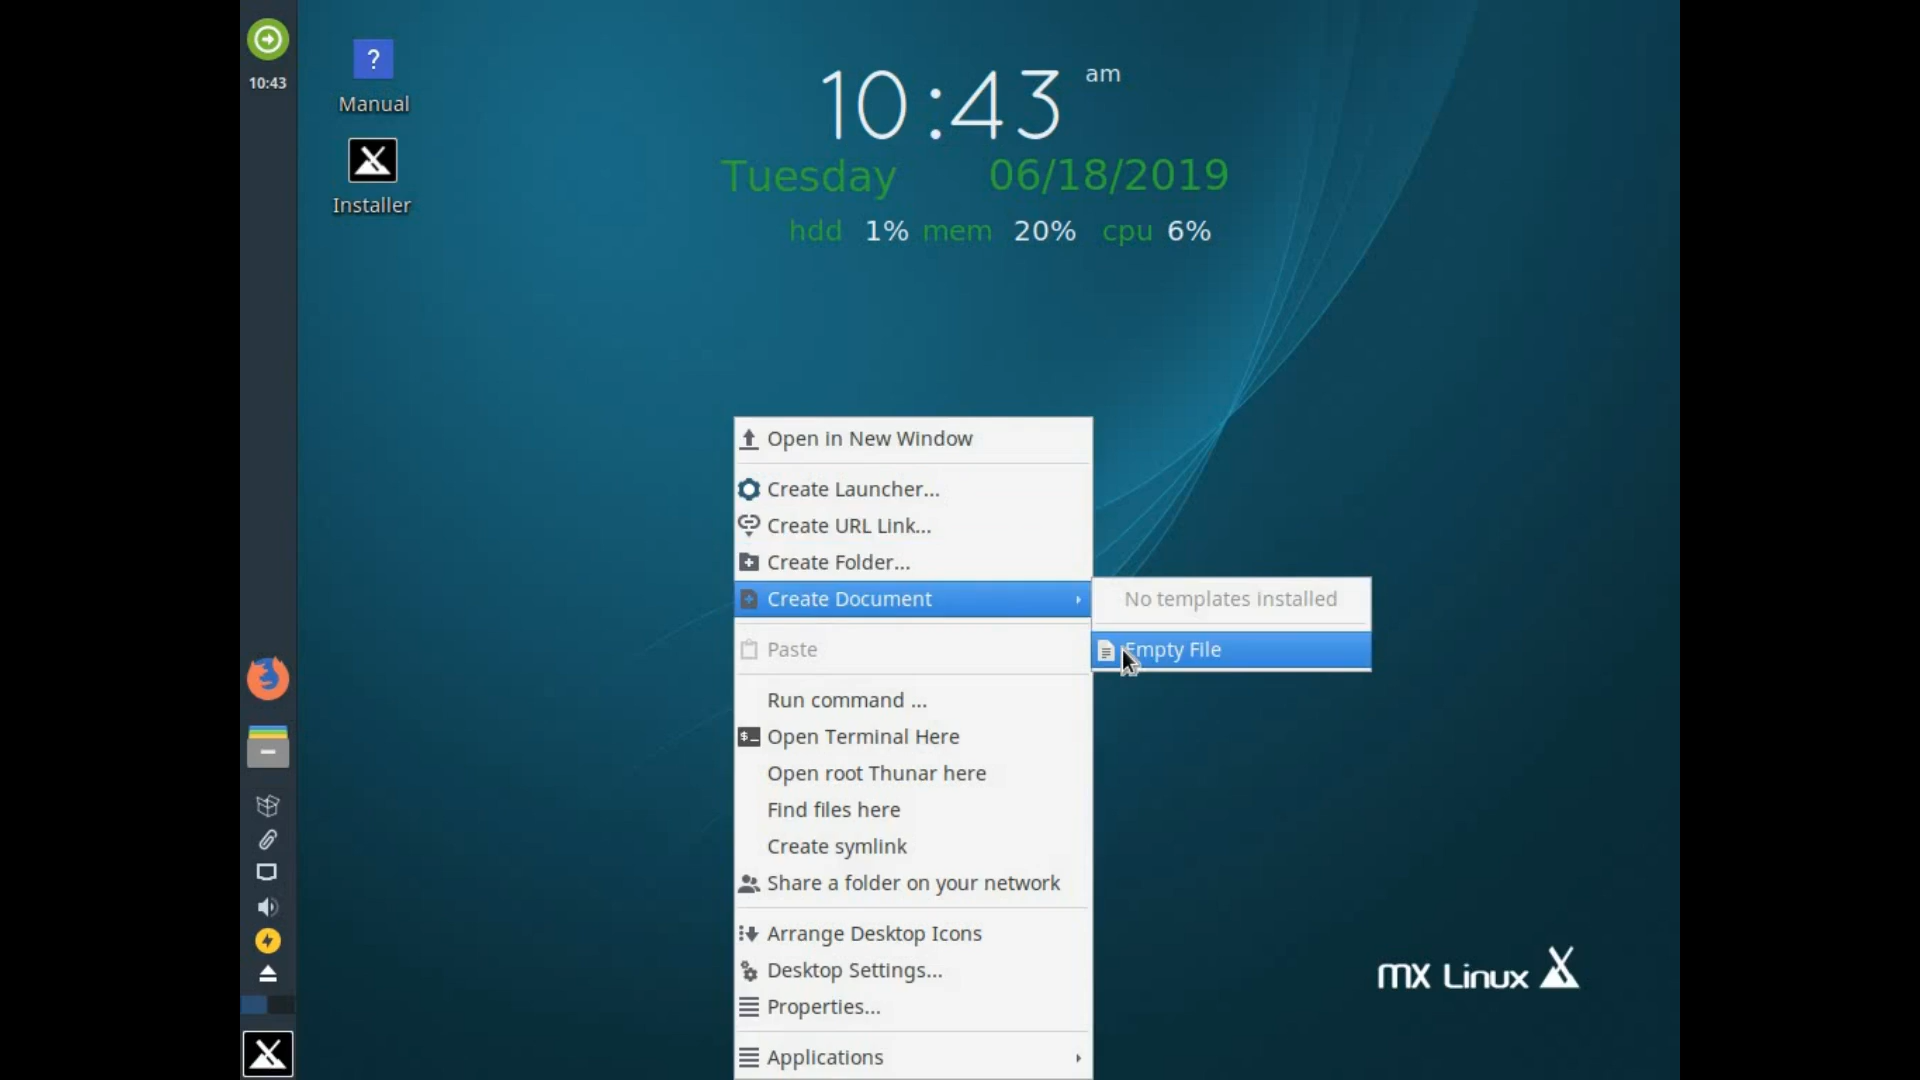 10:43
? 
Manual
Installer
10:43 am
Tuesday 06/18/2019
hdd 1% mem 20% cpu 6%
Open in New Window
Create Launcher...
Create URL Link...
Create Folder...
Create Document
No templates installed
Empty File
Paste
Run command ...
$_ Open Terminal Here
Open root Thunar here
Find files here
Create symlink
Share a folder on your network
Arrange Desktop Icons
Desktop Settings...
Properties...
Applications
MX Linux